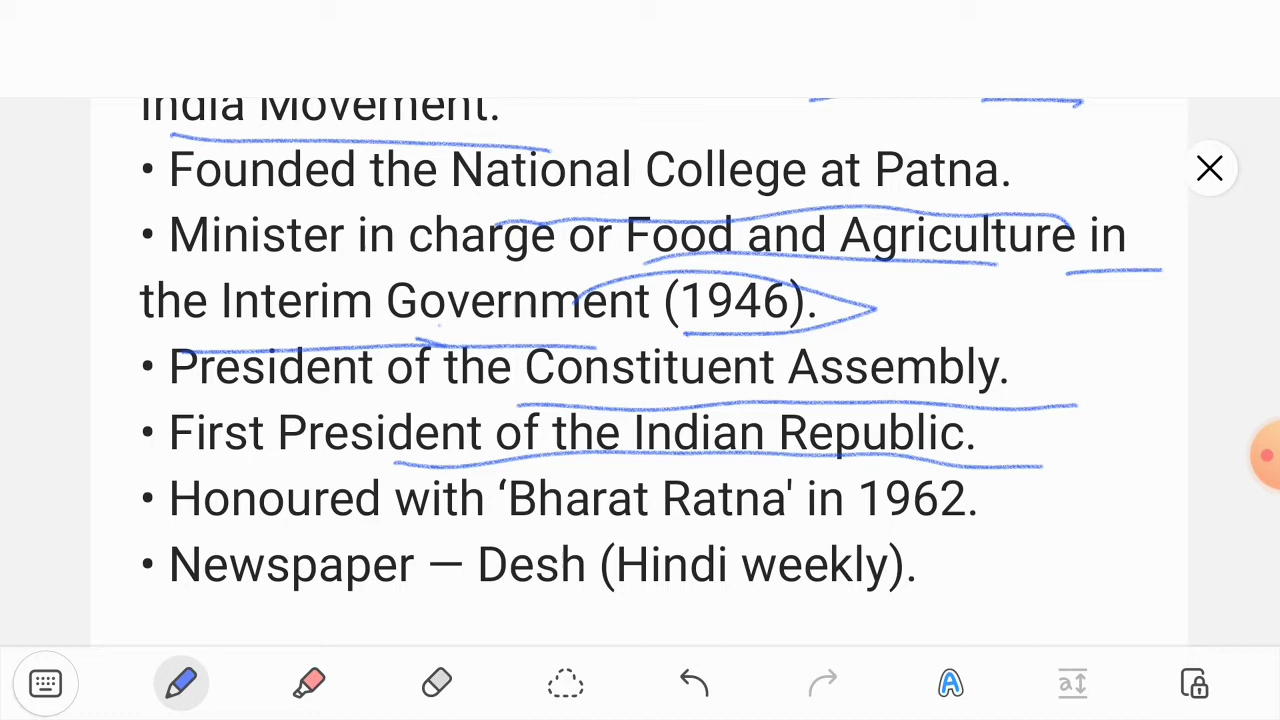 India Movement.
• Founded the National College at Patna.
• Minister in charge or Food and Agriculture in
the Interim Government (1946).
• President of the Constituent Assembly.
• First President of the Indian Republic.
• Honoured with ‘Bharat Ratna' in 1962.
• Newspaper — Desh (Hindi weekly).